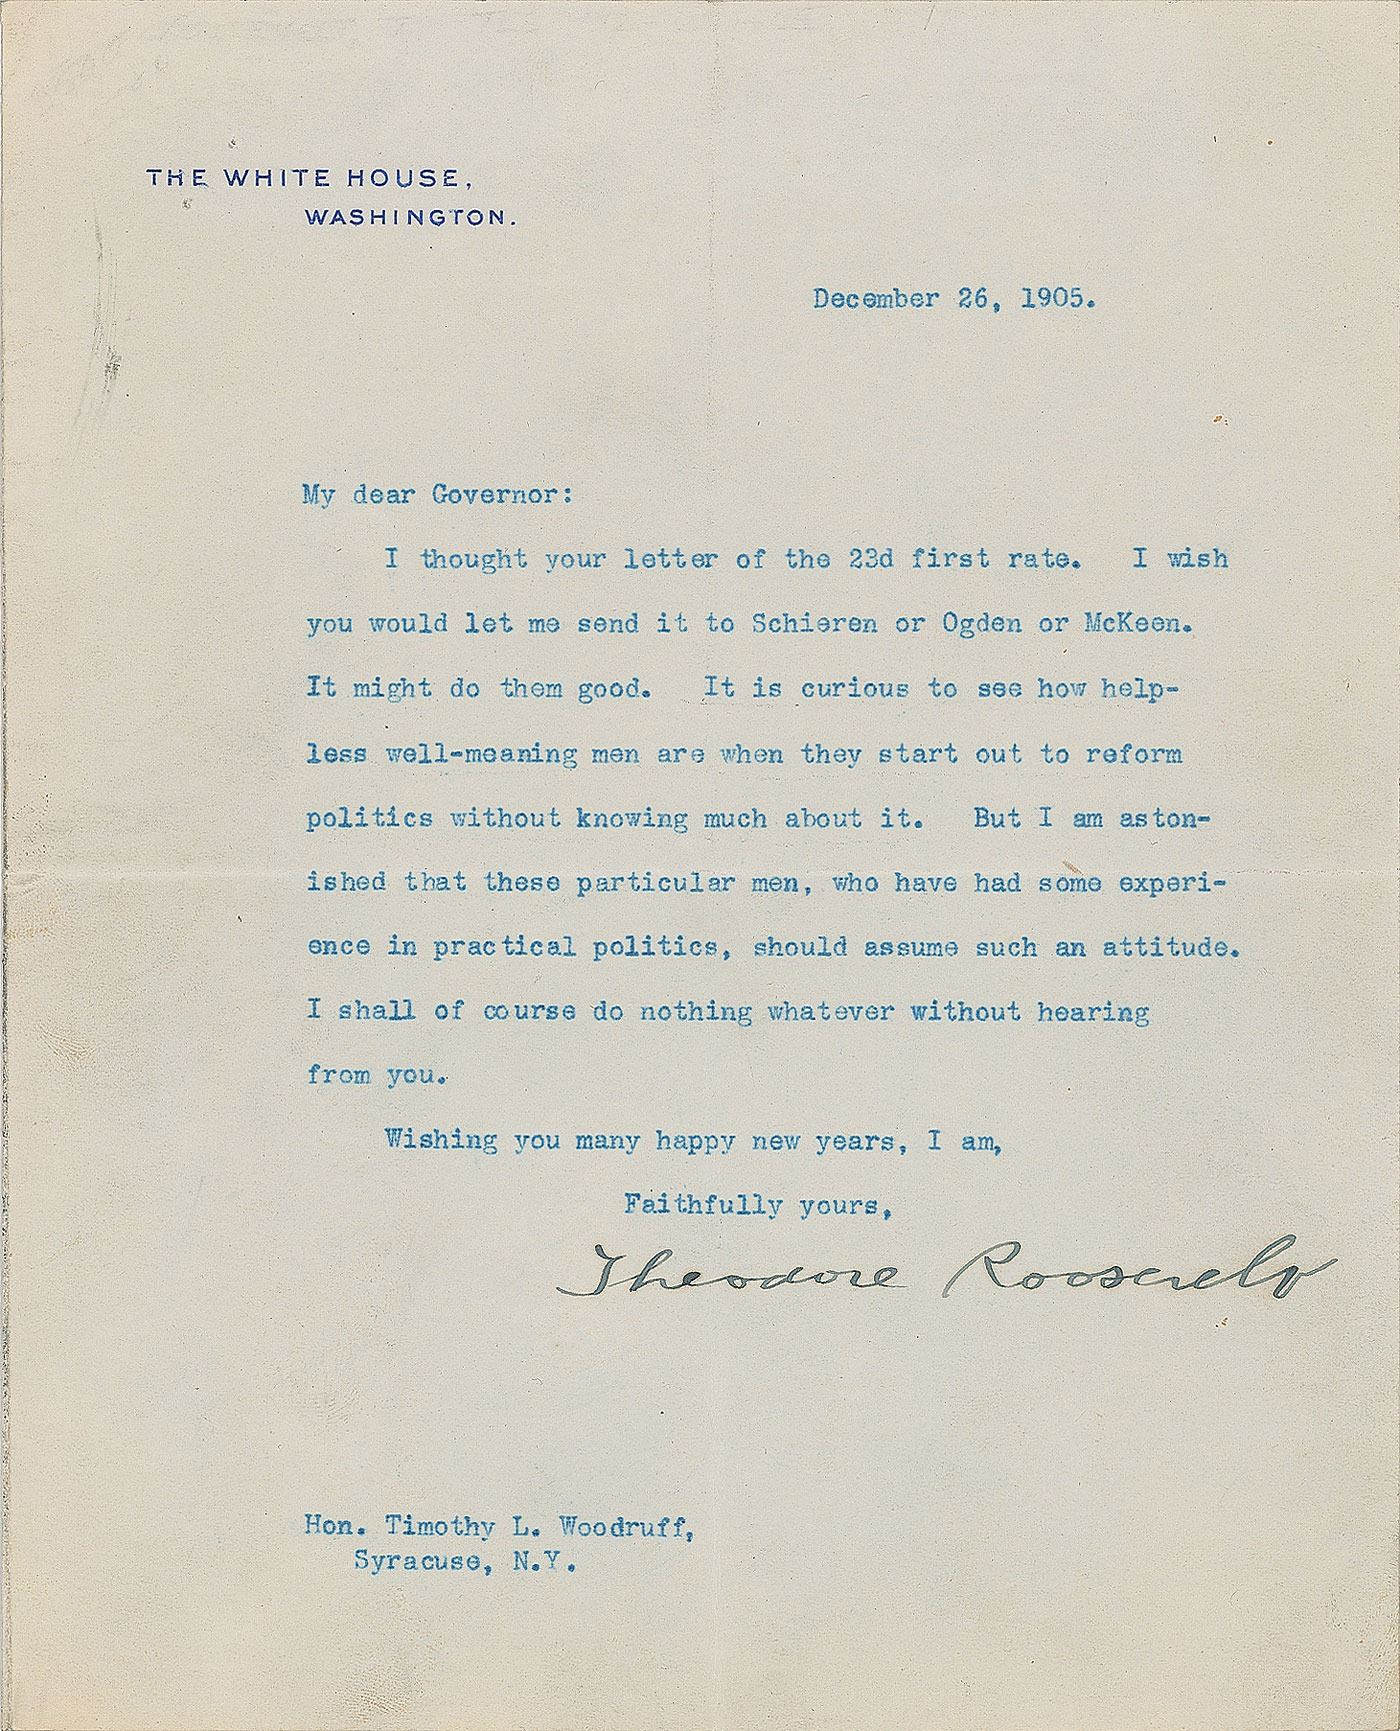 THE WHITE HOUSE,
WASHINGTON.
December 26, 1905.
My dear Governor:
I thought your letter of the 23d first rate. I wish
you would let me send it to Schieren or Ogden or McKeen.
It might do them good. It is curious to see how help-
less well-meaning men are when they start out to reform
politics without knowing much about it. But I am aston-
ished that these particular men, who have had some experi-
ence in practical politics, should assume such an attitude.
I shall of course do nothing whatever without hearing
from you.
Wishing you many happy new years, I am,
Faithfully yours,
Theodore Roosevelt
Hon. Timothy L. Woodruff,
Syracuse, N.Y.